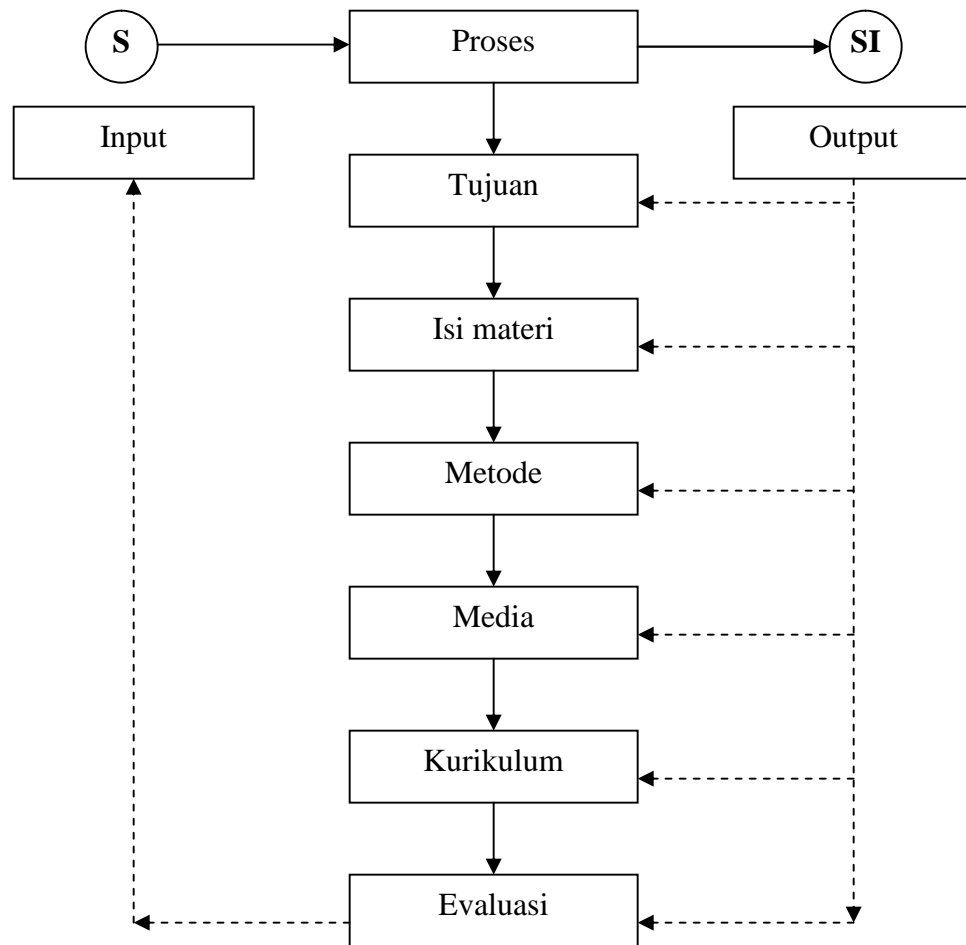 S
Proses
SI
Input
Output
Tujuan
Isi materi
Metode
Media
Kurikulum
Evaluasi